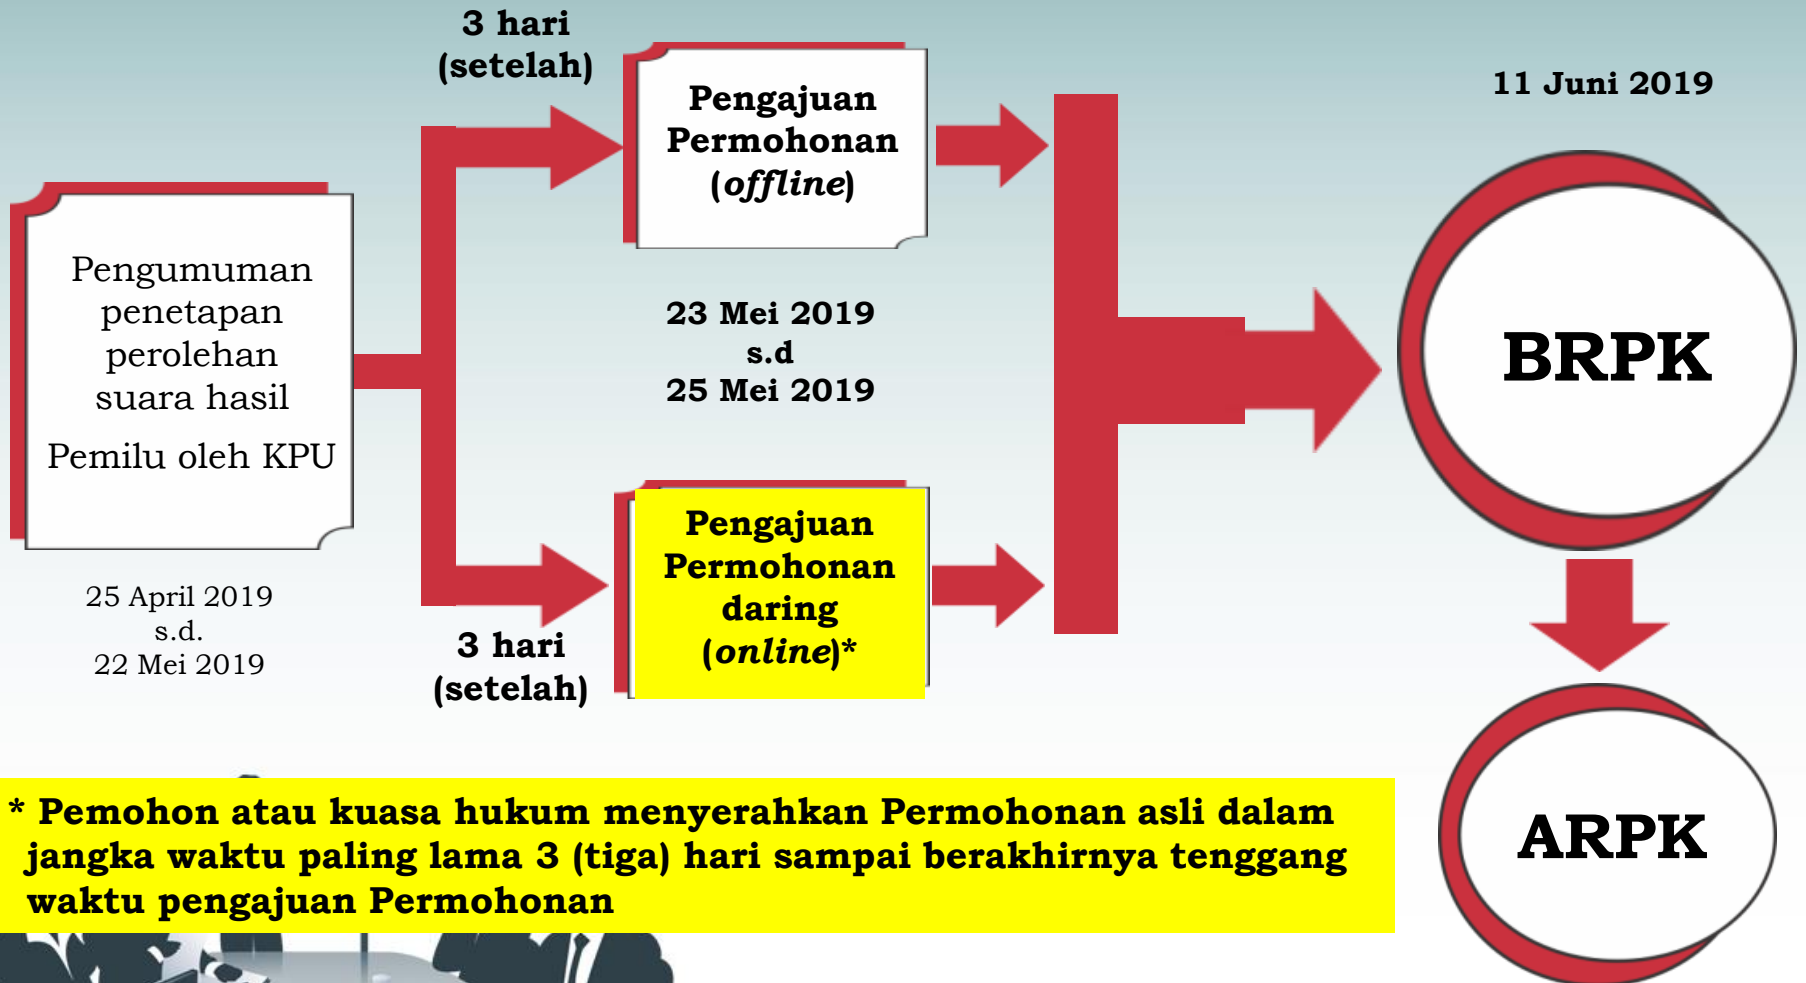 Pengumuman
penetapan
perolehan
suara hasil
Pemilu oleh KPU
25 April 2019
s.d.
22 Mei 2019
3 hari
(setelah)
Pengajuan
Permohonan
(offline)
23 Mei 2019
s.d
25 Mei 2019
3 hari
(setelah)
Pengajuan
Permohonan
daring
(online)*
11 Juni 2019
BRPK
ARPK
* Pemohon atau kuasa hukum menyerahkan Permohonan asli dalam
jangka waktu paling lama 3 (tiga) hari sampai berakhirnya tenggang
waktu pengajuan Permohonan